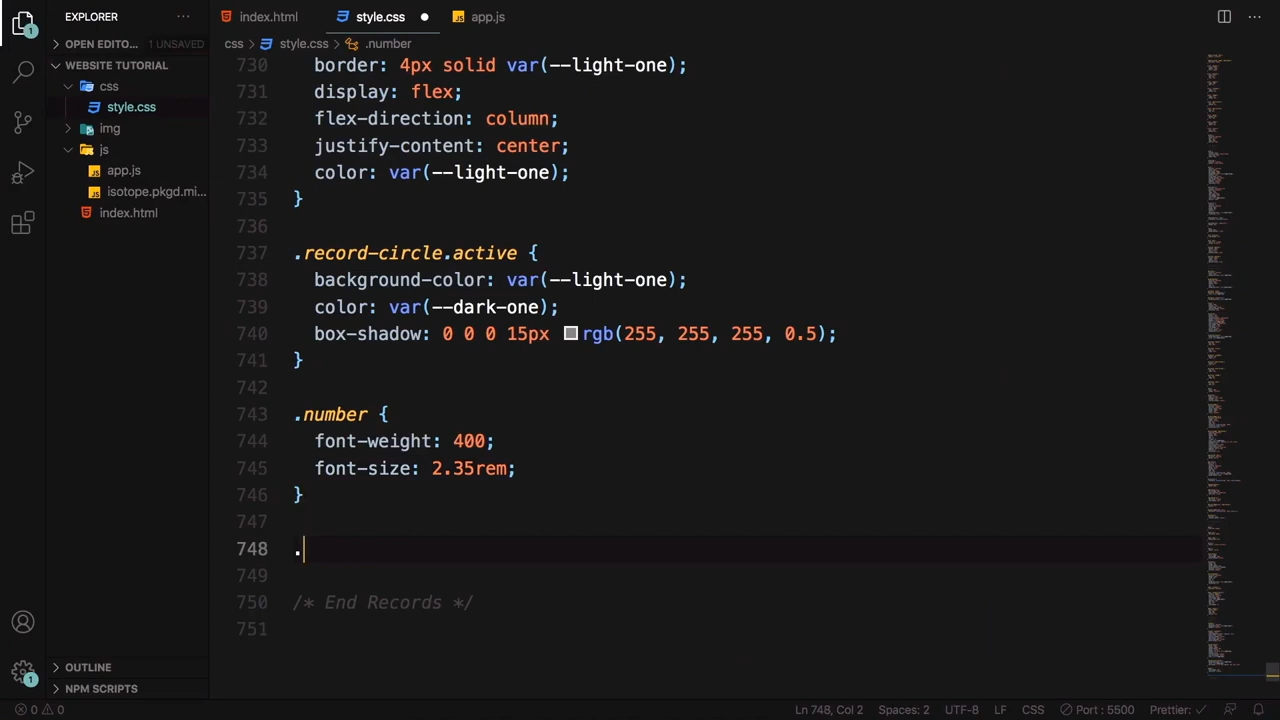 EXPLORER
index.html
style.css
app.js
OPEN EDITO...
1 UNSAVED
css
style.css
.number
WEBSITE TUTORIAL
css
style.css
img
js
app.js
isotope.pkgd.mi...
index.html
OUTLINE
NPM SCRIPTS
730 border: 4px solid var(--light-one);
731 display: flex;
732 flex-direction: column;
733 justify-content: center;
734 color: var(--light-one);
735 }
736
737 .record-circle.active {
738 background-color: var(--light-one);
739 color: var(--dark-one);
740 box-shadow: 0 0 0 15px rgb(255, 255, 255, 0.5);
741 }
742
743 .number {
744 font-weight: 400;
745 font-size: 2.35rem;
746 }
747
748 .
749
750 /* End Records */
751
1
1
0 0
Ln 748, Col 2
Spaces: 2
UTF-8
LF
CSS
Port : 5500
Prettier: ✓